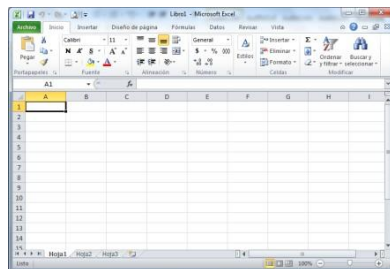 Libro1 - Microsoft Excel
Archivo Inicio Insertar Diseño de página Fórmulas Datos Revisar Vista
Calibri 11 General Insertar Σ
Pegar N K S A A $ % 000 Estilos Eliminar Ordenar y filtrar Buscar y seleccionar
Formato
Portapapeles Fuente Alineación Número Celdas Modificar
A1 fx
A B C D E F G H I
1
2
3
4
5
6
7
8
9
10
11
12
13
14
15
Hoja1 Hoja2 Hoja3
Listo 100%